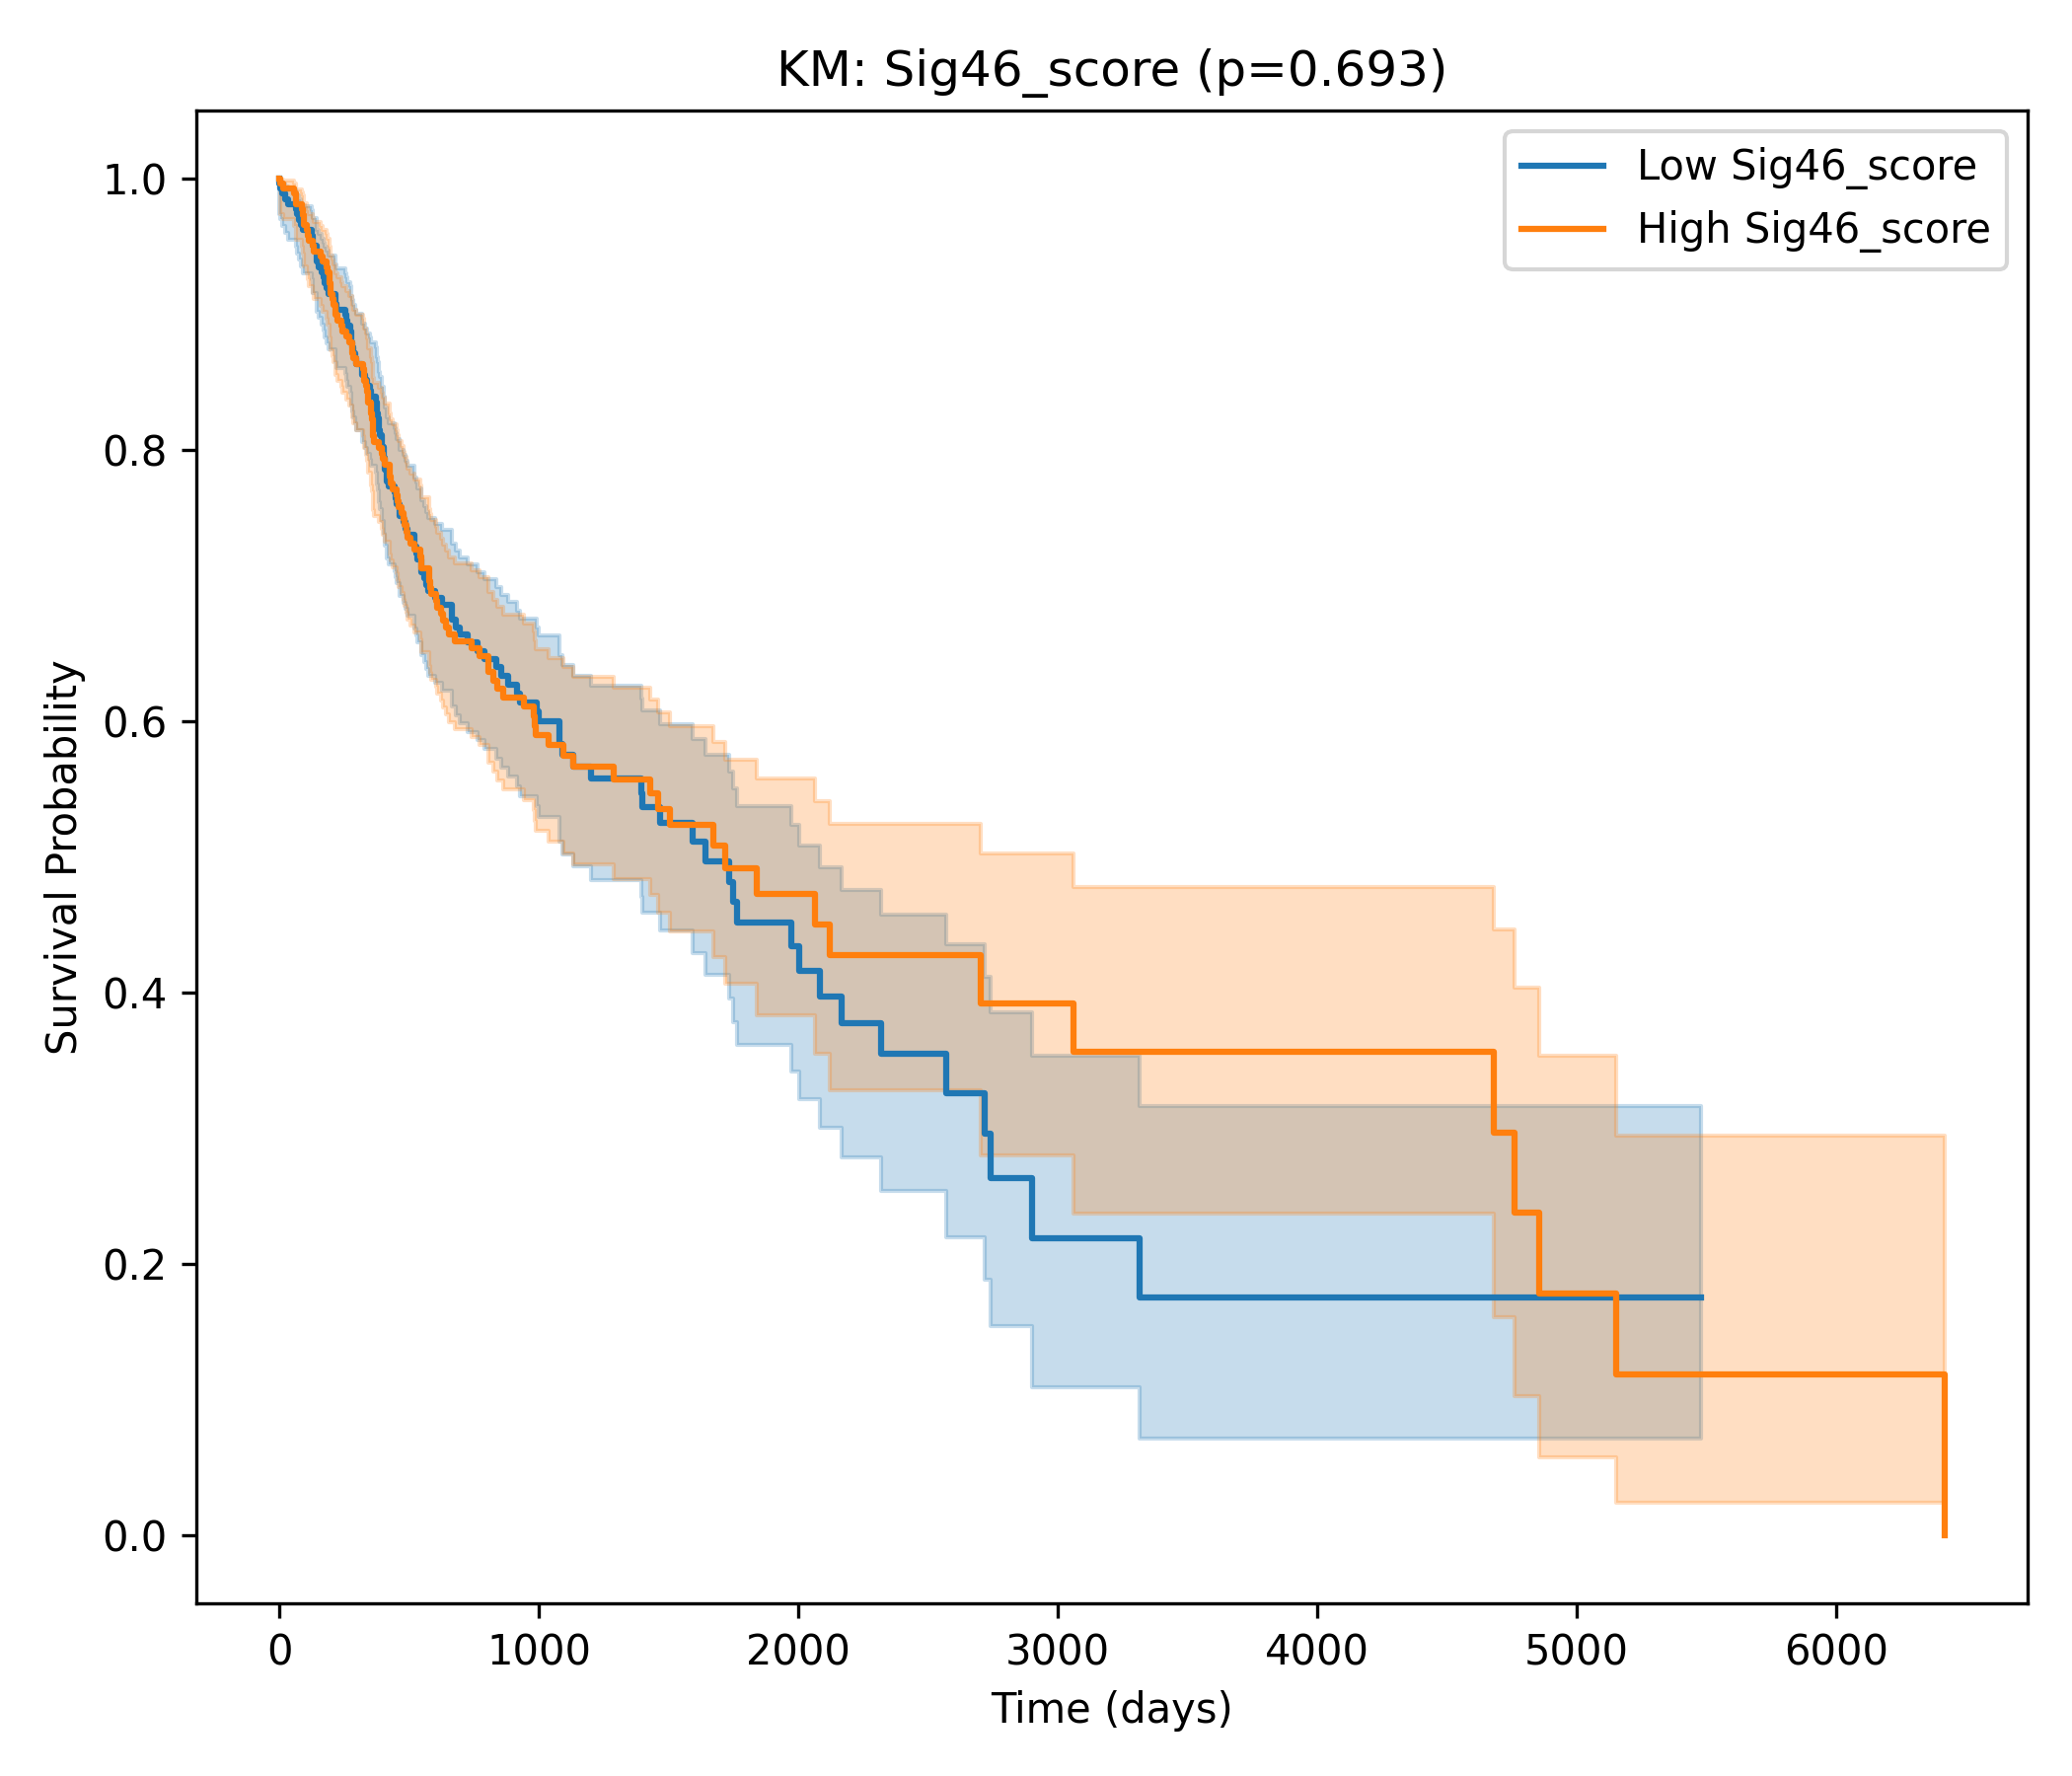 KM: Sig46_score (p=0.693)
Low Sig46_score
High Sig46_score
Survival Probability
1.0
0.8
0.6
0.4
0.2
0.0
0 1000 2000 3000 4000 5000 6000
Time (days)